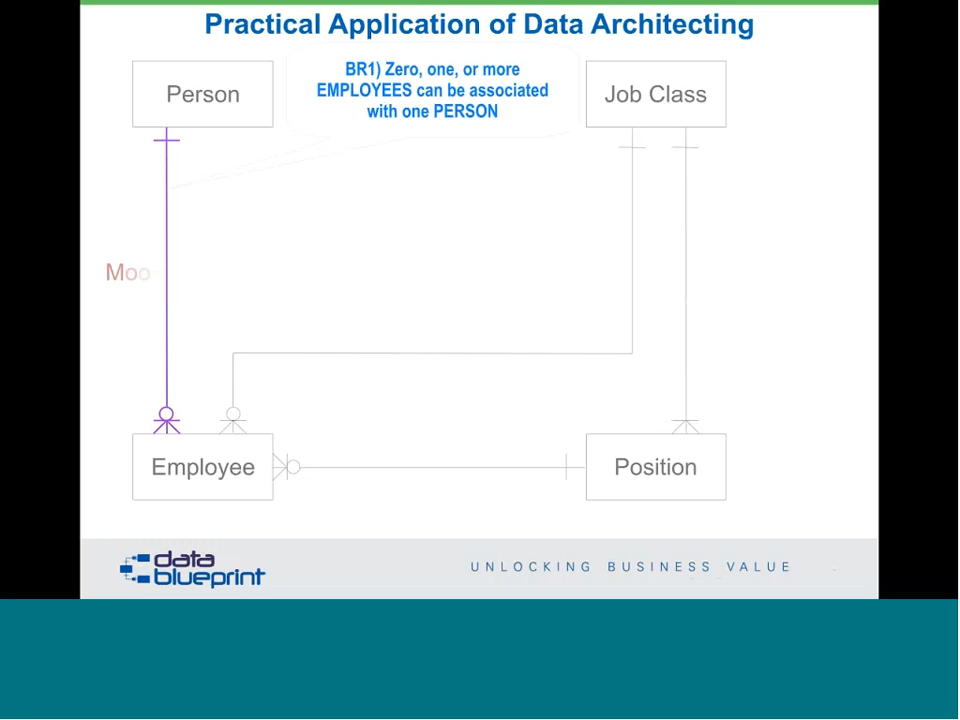 Practical Application of Data Architecting
Person
BR1) Zero, one, or more
EMPLOYEES can be associated
with one PERSON
Job Class
Moo
Employee
Position
data
blueprint
UNLOCKING BUSINESS VALUE